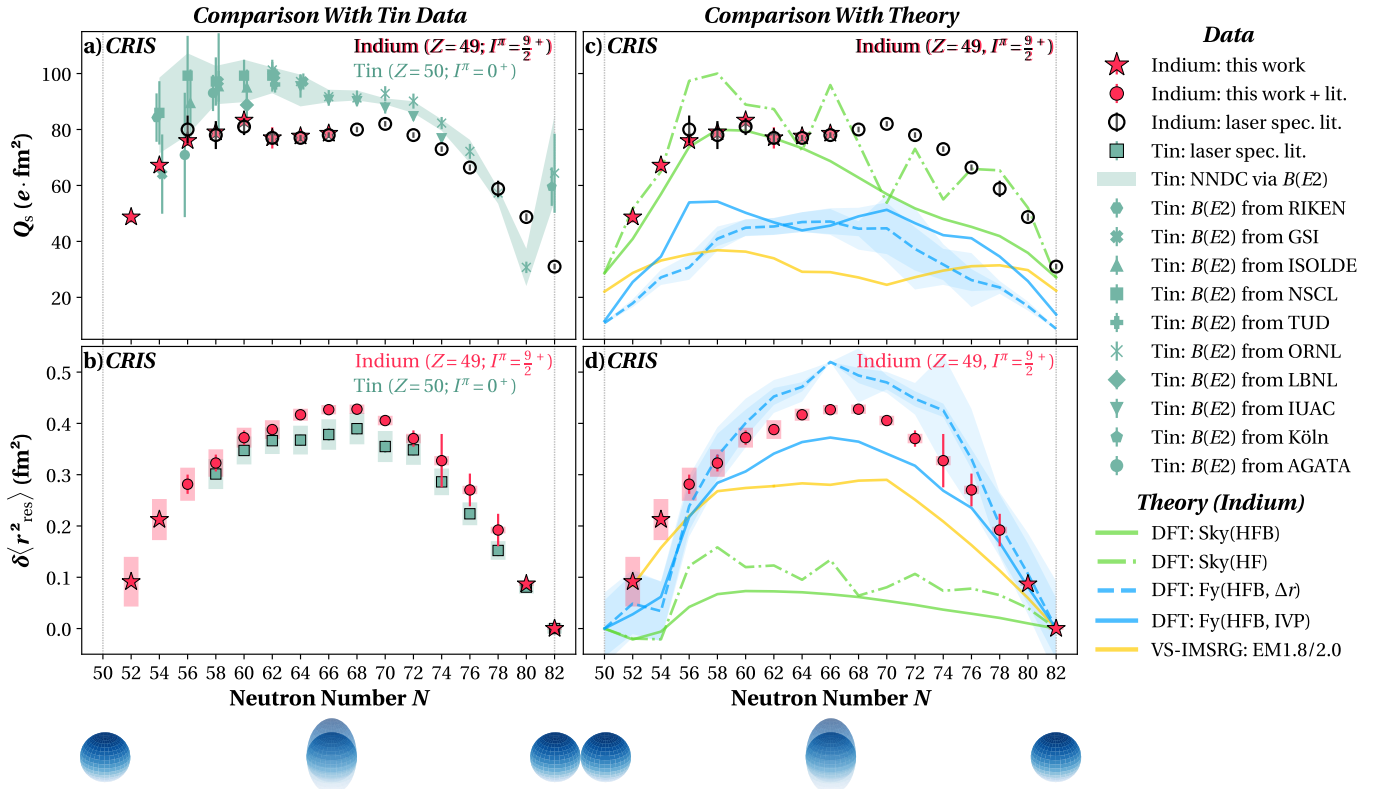 Comparison With Tin Data
Comparison With Theory
a) CRIS
Indium (Z = 49; Iπ = 9/2+)
Tin (Z = 50; Iπ = 0+)
100
80
60
40
20
Qs (e · fm²)
c) CRIS
Indium (Z = 49, Iπ = 9/2+)
b) CRIS
Indium (Z = 49; Iπ = 9/2+)
Tin (Z = 50; Iπ = 0+)
0.5
0.4
0.3
0.2
0.1
0.0
δ⟨r²res⟩ (fm²)
50 52 54 56 58 60 62 64 66 68 70 72 74 76 78 80 82
Neutron Number N
d) CRIS
Indium (Z = 49, Iπ = 9/2+)
50 52 54 56 58 60 62 64 66 68 70 72 74 76 78 80 82
Neutron Number N
Data
Indium: this work
Indium: this work + lit.
Indium: laser spec. lit.
Tin: laser spec. lit.
Tin: NNDC via B(E2)
Tin: B(E2) from RIKEN
Tin: B(E2) from GSI
Tin: B(E2) from ISOLDE
Tin: B(E2) from NSCL
Tin: B(E2) from TUD
Tin: B(E2) from ORNL
Tin: B(E2) from LBNL
Tin: B(E2) from IUAC
Tin: B(E2) from Köln
Tin: B(E2) from AGATA
Theory (Indium)
DFT: Sky(HFB)
DFT: Sky(HF)
DFT: Fy(HFB, Δr)
DFT: Fy(HFB, IVP)
VS-IMSRG: EM1.8/2.0